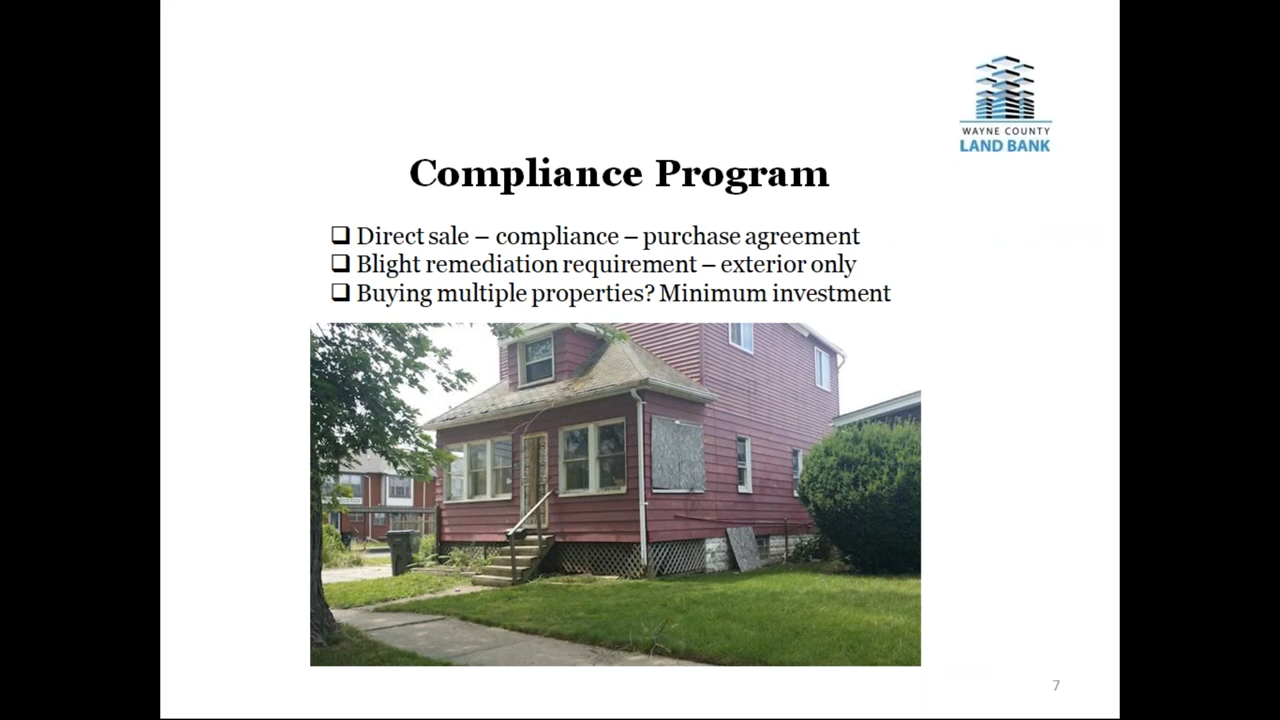 WAYNE COUNTY
LAND BANK
Compliance Program
❑ Direct sale – compliance – purchase agreement
❑ Blight remediation requirement – exterior only
❑ Buying multiple properties? Minimum investment
7